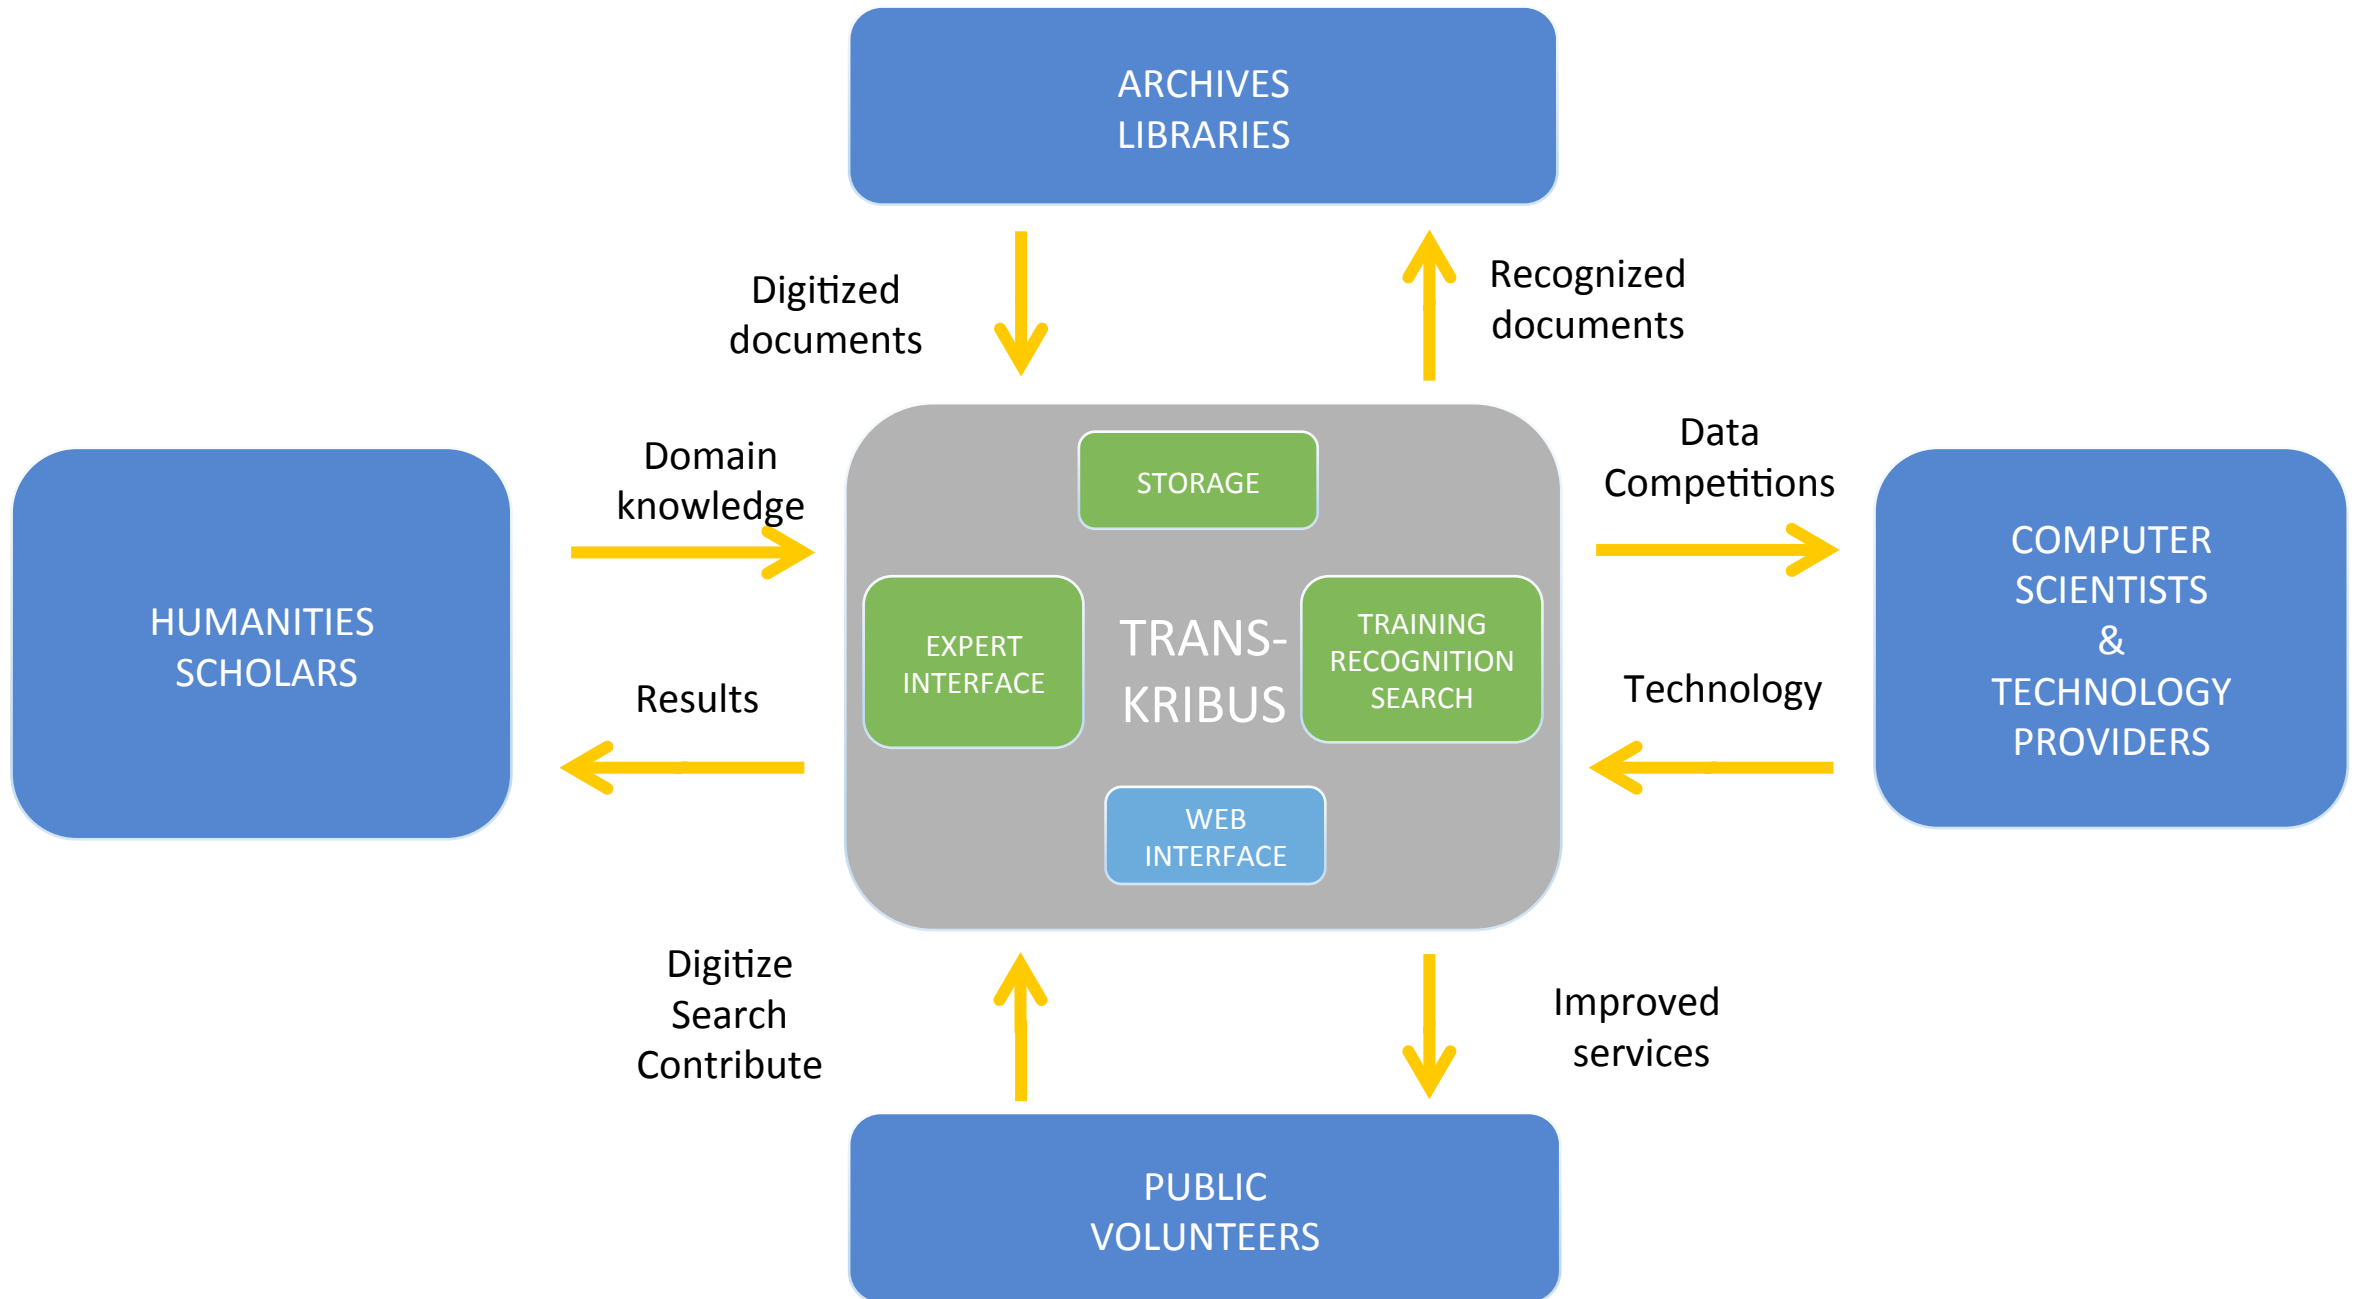 ARCHIVES
LIBRARIES
Digitized
documents
Recognized
documents
HUMANITIES
SCHOLARS
Domain
knowledge
Results
STORAGE
EXPERT
INTERFACE
TRANS-
KRIBUS
TRAINING
RECOGNITION
SEARCH
WEB
INTERFACE
Data
Competitions
Technology
COMPUTER
SCIENTISTS
&
TECHNOLOGY
PROVIDERS
Digitize
Search
Contribute
Improved
services
PUBLIC
VOLUNTEERS